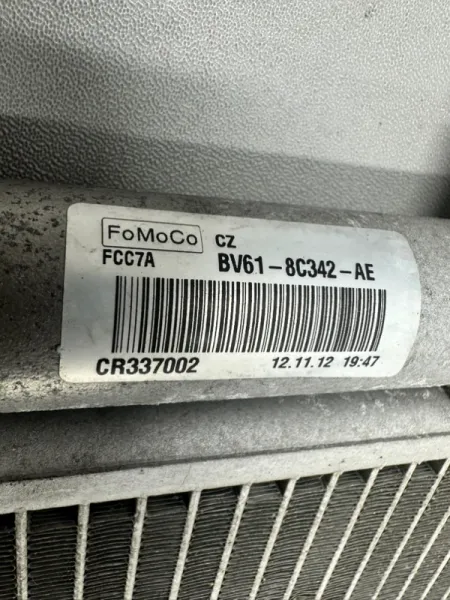 FoMoCo CZ
FCC7A BV61-8C342-AE
CR337002 12.11.12 19:47